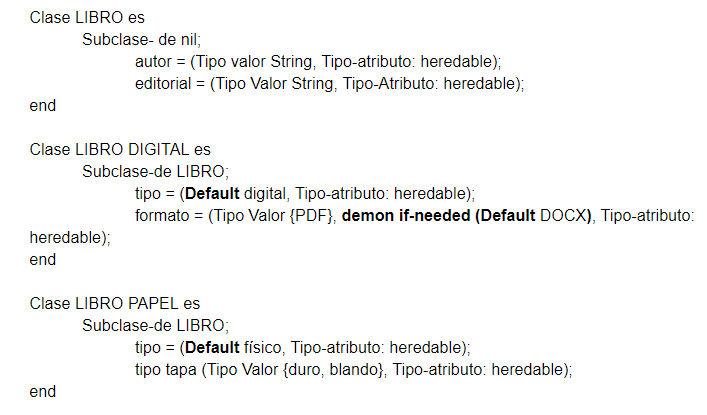 Clase LIBRO es
Subclase- de nil;
autor = (Tipo valor String, Tipo-atributo: heredable);
editorial = (Tipo Valor String, Tipo-Atributo: heredable);
end
Clase LIBRO DIGITAL es
Subclase-de LIBRO;
tipo = (Default digital, Tipo-atributo: heredable);
formato = (Tipo Valor {PDF}, demon if-needed (Default DOCX), Tipo-atributo:
heredable);
end
Clase LIBRO PAPEL es
Subclase-de LIBRO;
tipo = (Default físico, Tipo-atributo: heredable);
tipo tapa (Tipo Valor {duro, blando}, Tipo-atributo: heredable);
end